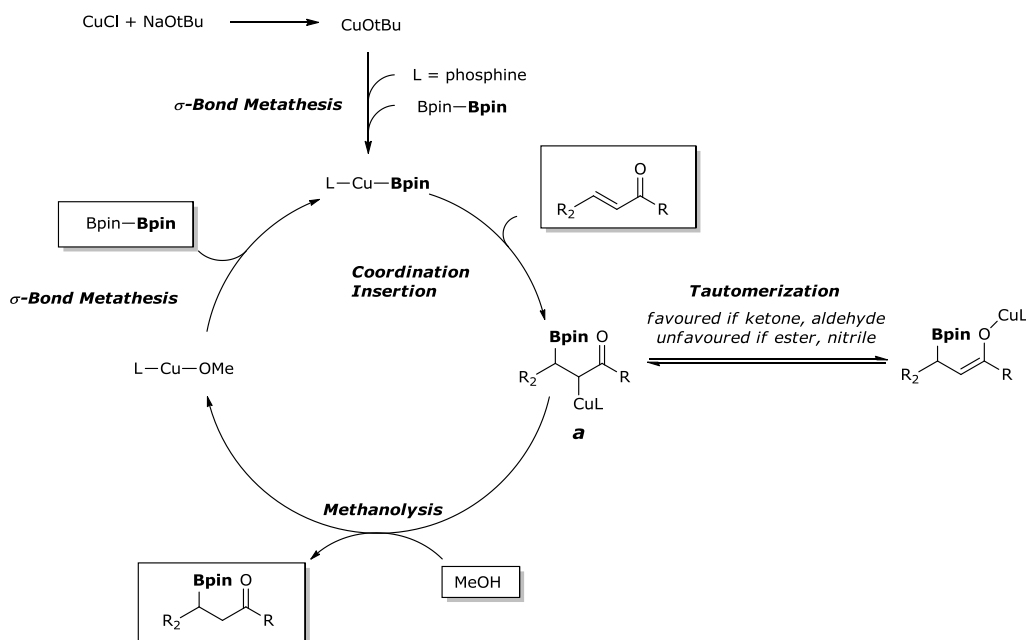 CuCl + NaOtBu
CuOtBu
L = phosphine
σ-Bond Metathesis
Bpin—Bpin
L—Cu—Bpin
O
R2
R
Bpin—Bpin
σ-Bond Metathesis
Coordination
Insertion
Tautomerization
favoured if ketone, aldehyde
unfavoured if ester, nitrile
Bpin O
R2
R
CuL
a
CuL
Bpin O
R2
R
L—Cu—OMe
Methanolysis
MeOH
Bpin O
R2
R